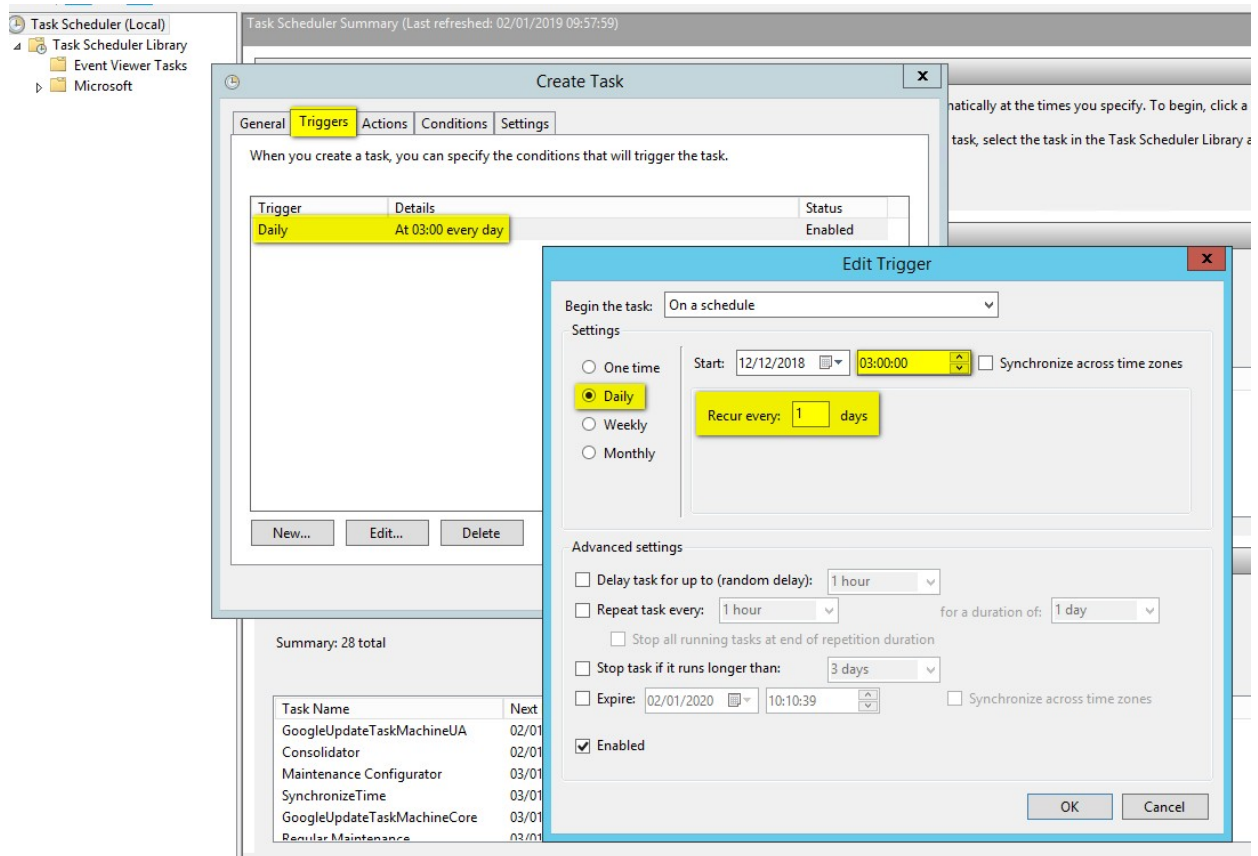 Task Scheduler (Local)
Task Scheduler Library
Event Viewer Tasks
Microsoft
Task Scheduler Summary (Last refreshed: 02/01/2019 09:57:59)
matically at the times you specify. To begin, click a
task, select the task in the Task Scheduler Library a
Create Task
x
General Triggers Actions Conditions Settings
When you create a task, you can specify the conditions that will trigger the task.
Trigger Details Status
Daily At 03:00 every day Enabled
New... Edit... Delete
Edit Trigger
x
Begin the task: On a schedule
Settings
One time
Daily
Weekly
Monthly
Start: 12/12/2018 03:00:00 Synchronize across time zones
Recur every: 1 days
Advanced settings
Delay task for up to (random delay): 1 hour
Repeat task every: 1 hour for a duration of: 1 day
Stop all running tasks at end of repetition duration
Stop task if it runs longer than: 3 days
Expire: 02/01/2020 10:10:39 Synchronize across time zones
Enabled
OK Cancel
Summary: 28 total
Task Name Next
GoogleUpdateTaskMachineUA 02/01
Consolidator 02/01
Maintenance Configurator 03/01
SynchronizeTime 03/01
GoogleUpdateTaskMachineCore 03/01
Regular Maintenance 03/01